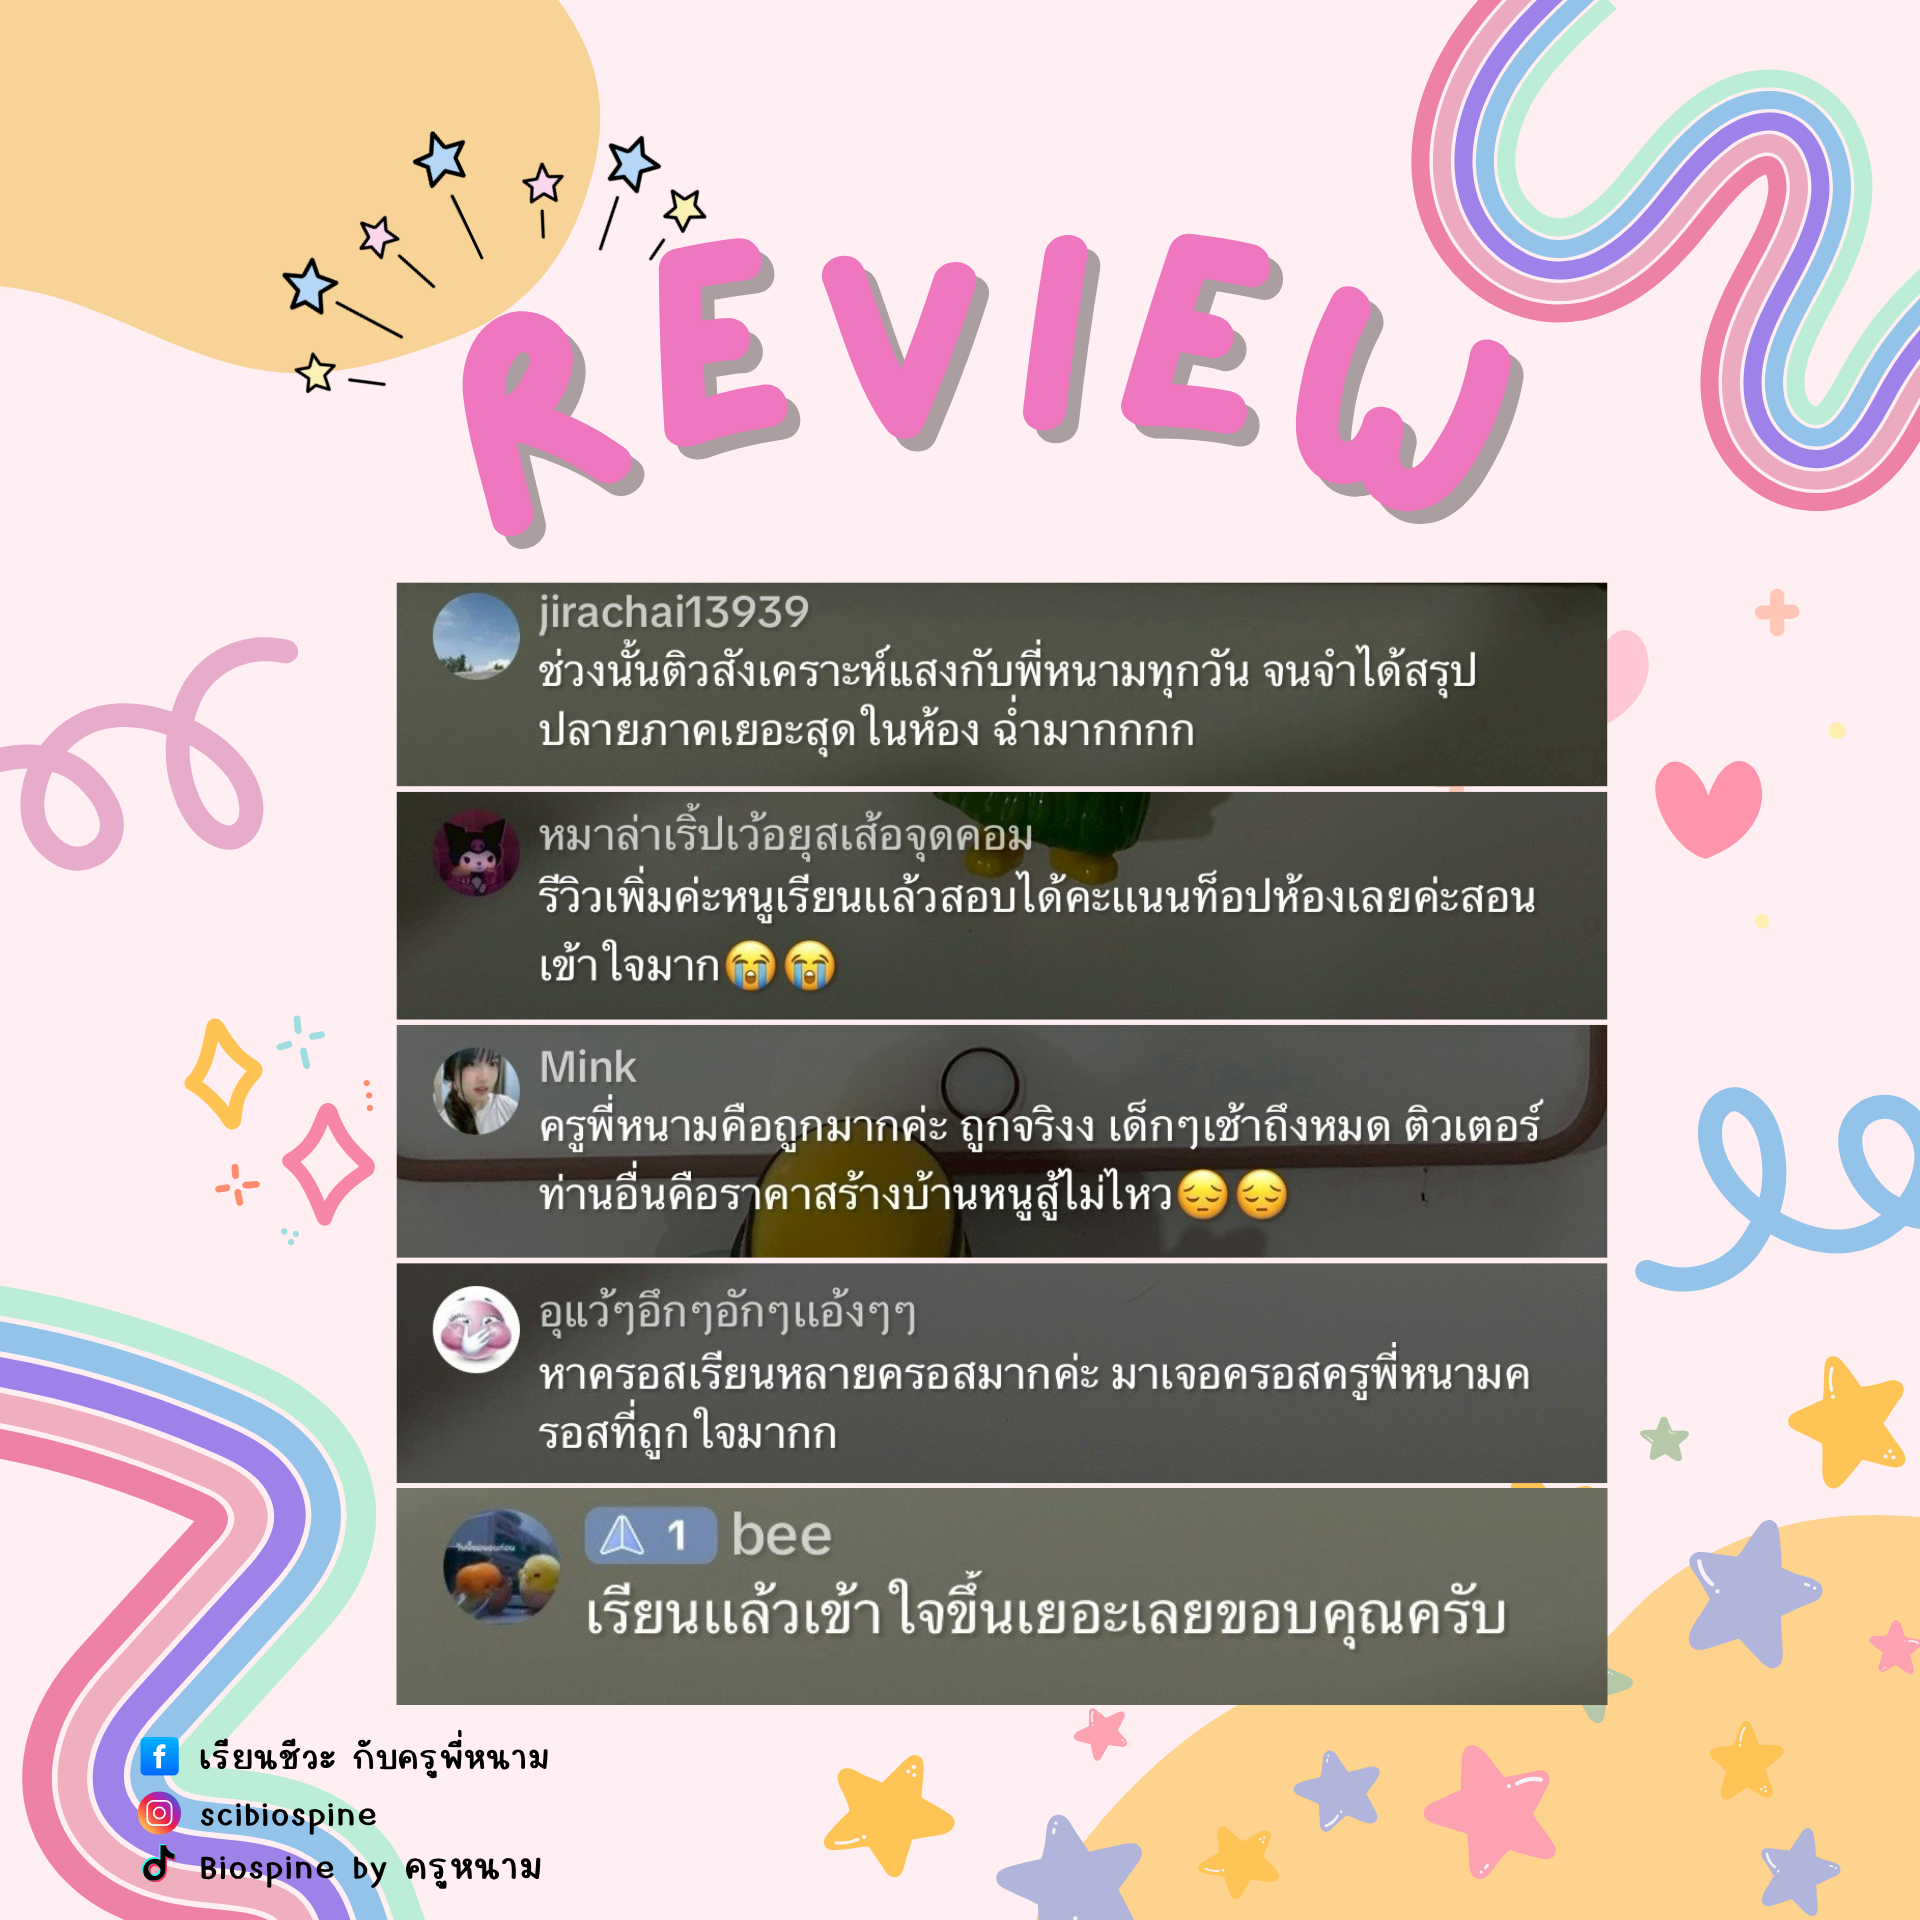 REVIEW
jirachai13939
ช่วงนั้นติวสังเคราะห์แสงกับพี่หนามทุกวัน จนจำได้สรุป
ปลายภาคเยอะสุดในห้อง ฉ่ำมากกกก
หมาล่าเริ้ปเว้อยุสเส้อจุดคอม
รีวิวเพิ่มค่ะหนูเรียนแล้วสอบได้คะแนนท็อปห้องเลยค่ะสอน
เข้าใจมาก😭😭
Mink
ครูพี่หนามคือถูกมากค่ะ ถูกจริงง เด็กๆเช้าถึงหมด ติวเตอร์
ท่านอื่นคือราคาสร้างบ้านหนูสู้ไม่ไหว😔😔
อุแว้ๆอึกๆอักๆแอ้งๆๆ
หาครอสเรียนหลายครอสมากค่ะ มาเจอครอสครูพี่หนามค
รอสที่ถูกใจมากก
1 bee
เรียนแล้วเข้าใจขึ้นเยอะเลยขอบคุณครับ
เรียนชีวะ กับครูพี่หนาม
scibiospine
Biospine by ครูหนาม